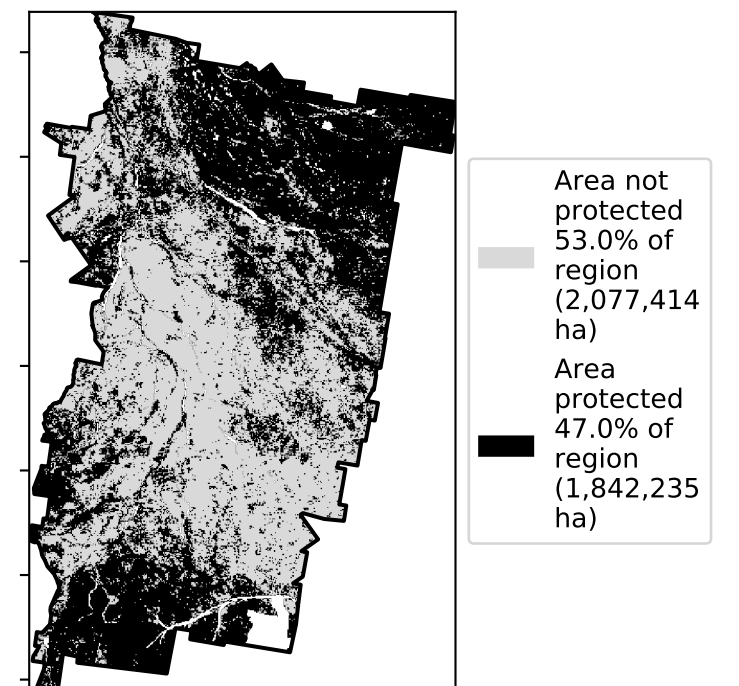 Area not
protected
53.0% of
region
(2,077,414
ha)
Area
protected
47.0% of
region
(1,842,235
ha)